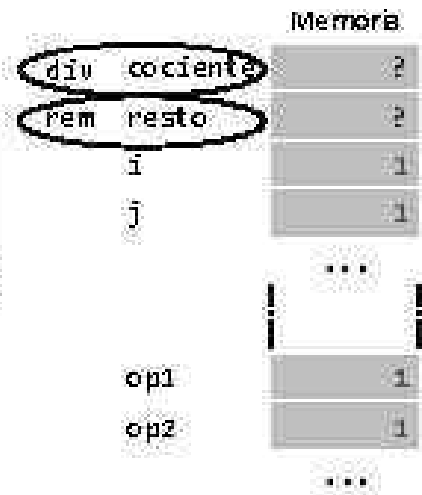 Memoria
div cociente ?
rem resto ?
i 1
j 1
...
op1 1
op2 1
...